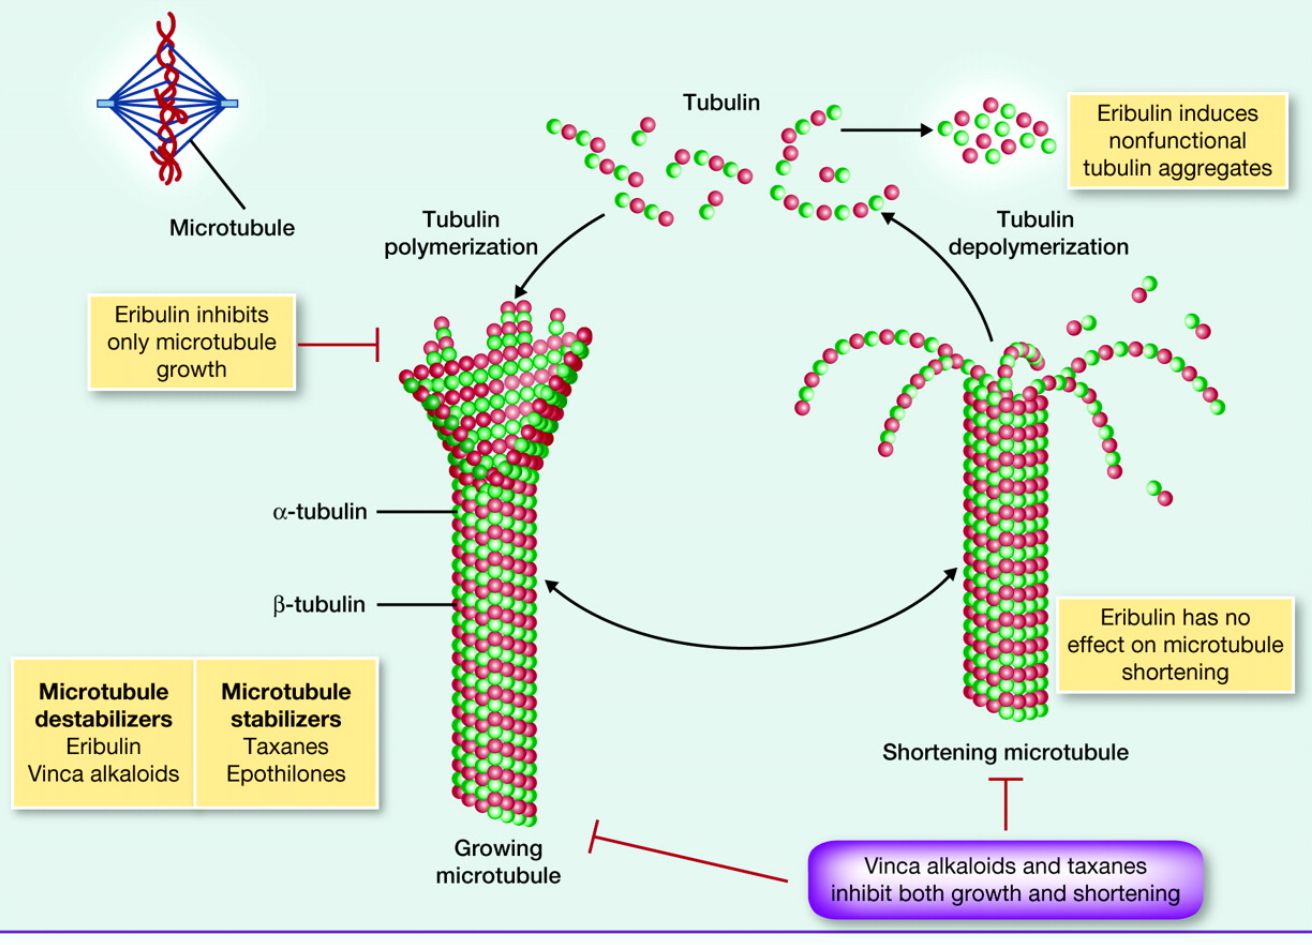 Tubulin
Eribulin induces
nonfunctional
tubulin aggregates
Microtubule
Tubulin
polymerization
Tubulin
depolymerization
Eribulin inhibits
only microtubule
growth
α-tubulin
β-tubulin
Eribulin has no
effect on microtubule
shortening
Microtubule
destabilizers
Eribulin
Vinca alkaloids
Microtubule
stabilizers
Taxanes
Epothilones
Shortening microtubule
Growing
microtubule
Vinca alkaloids and taxanes
inhibit both growth and shortening